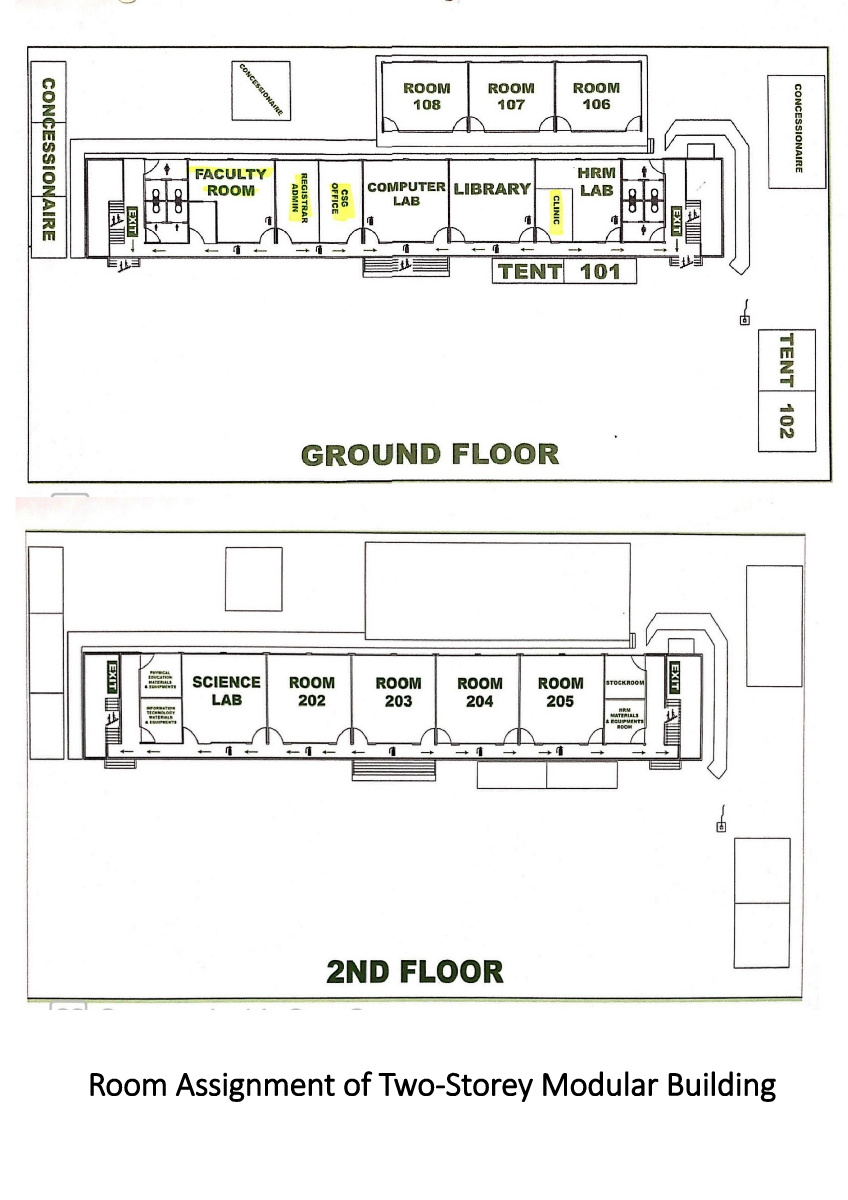 CONCESSIONAIRE
CONCESSIONAIRE
ROOM
108
ROOM
107
ROOM
106
CONCESSIONAIRE
FACULTY
ROOM
REGISTRAR
ADMIN
CSG
OFFICE
COMPUTER
LAB
LIBRARY
HRM
LAB
CLINIC
EXIT
EXIT
TENT 101
TENT 102
GROUND FLOOR
EXIT
PHYSICAL
EDUCATION
MATERIALS
& EQUIPMENTS
INFORMATION
TECHNOLOGY
MATERIALS
& EQUIPMENTS
SCIENCE
LAB
ROOM
202
ROOM
203
ROOM
204
ROOM
205
STOCKROOM
HRM
MATERIALS
& EQUIPMENTS
ROOM
EXIT
2ND FLOOR
Room Assignment of Two-Storey Modular Building